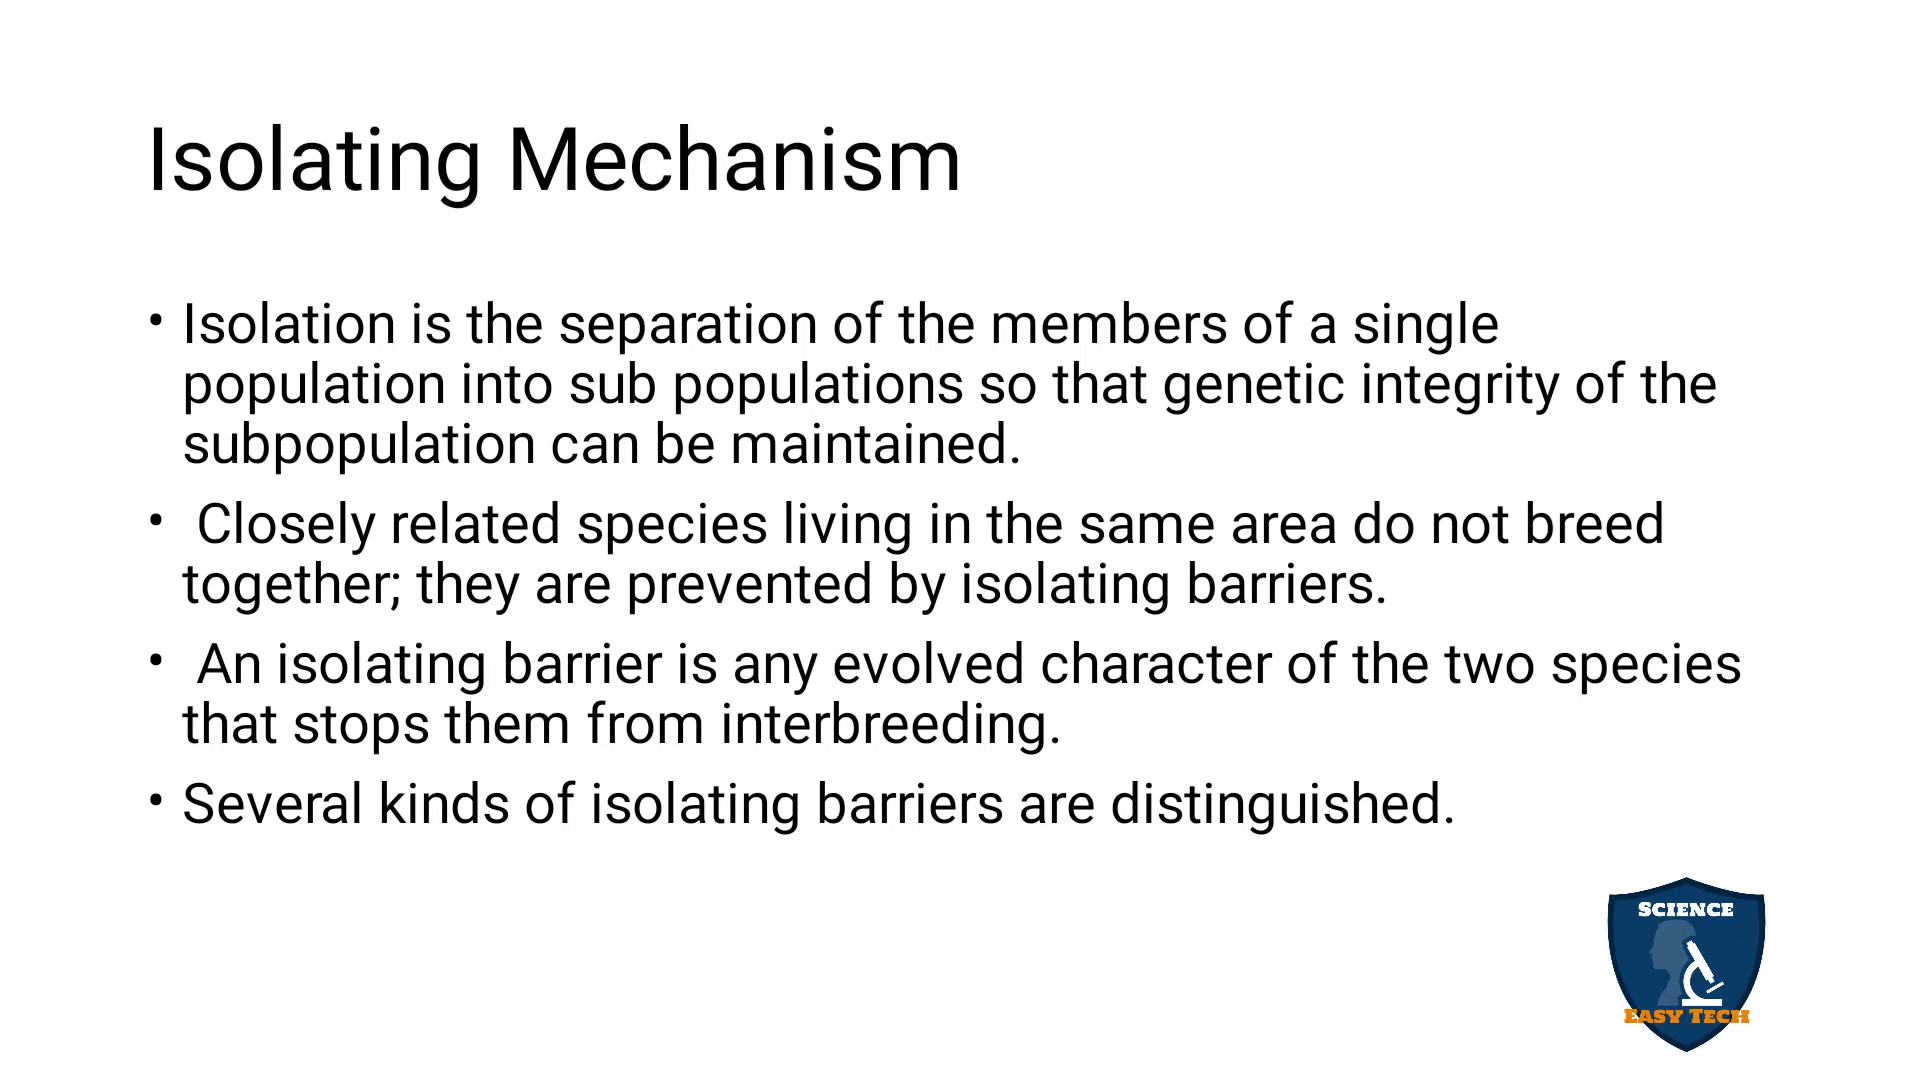 Isolating Mechanism
• Isolation is the separation of the members of a single
population into sub populations so that genetic integrity of the
subpopulation can be maintained.
• Closely related species living in the same area do not breed
together; they are prevented by isolating barriers.
• An isolating barrier is any evolved character of the two species
that stops them from interbreeding.
• Several kinds of isolating barriers are distinguished.
SCIENCE
EASY TECH